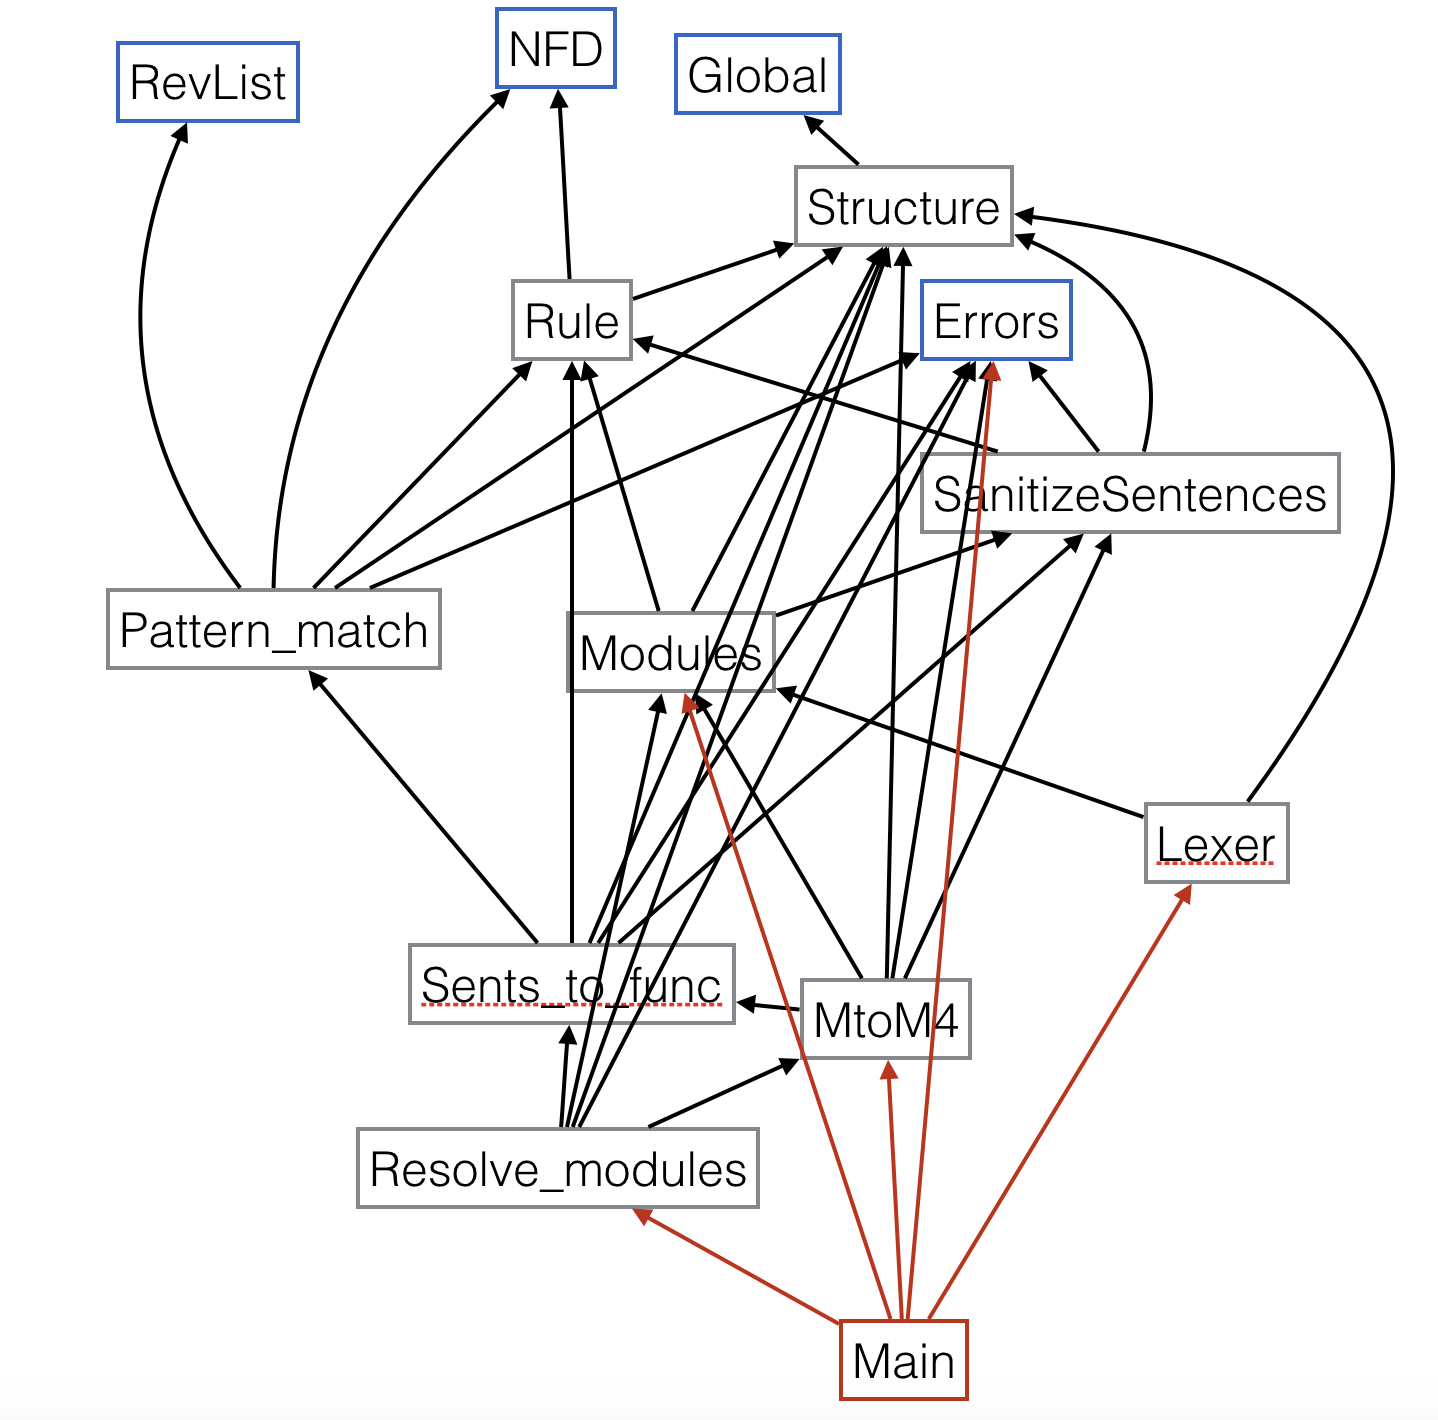 NFD
Global
RevList
Structure
Rule
Errors
SanitizeSentences
Pattern_match
Modules
Lexer
Sents_to_func
MtoM4
Resolve_modules
Main